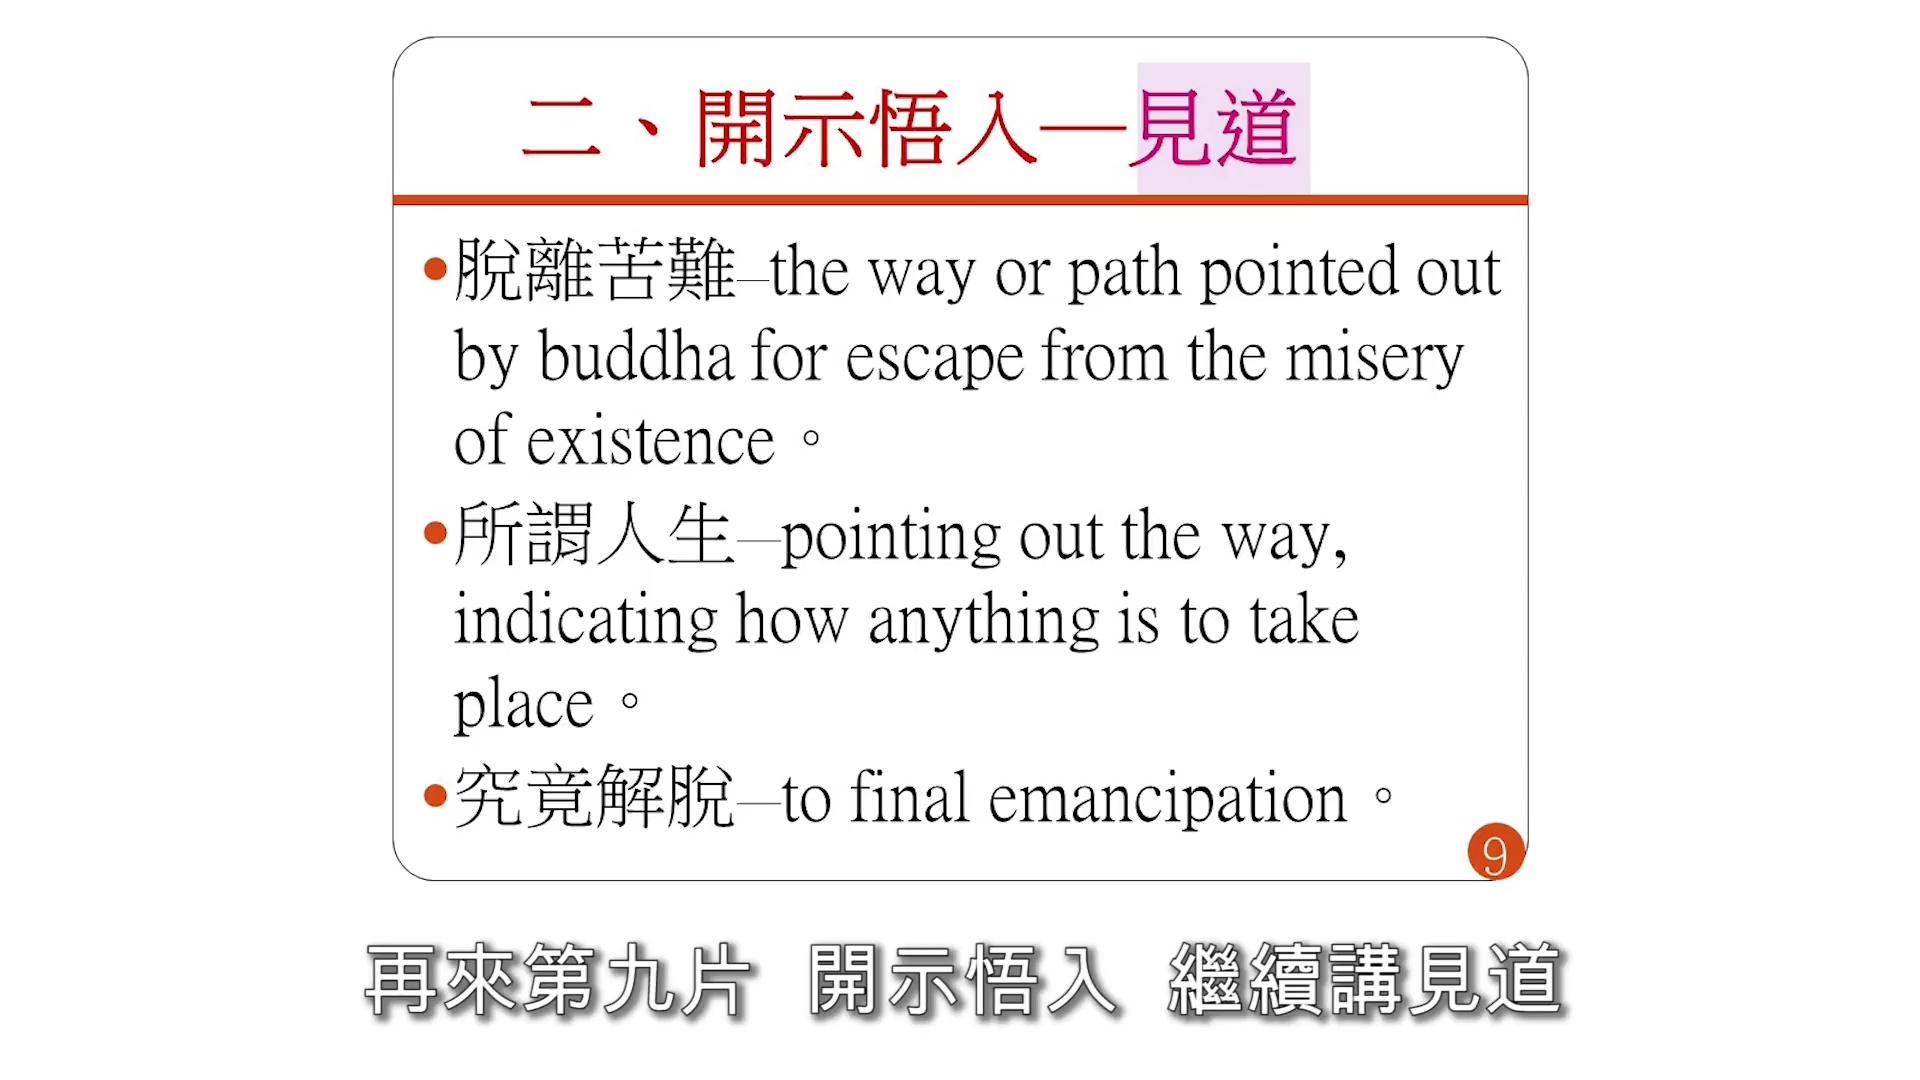 二、開示悟入—見道
•脫離苦難—the way or path pointed out
by buddha for escape from the misery
of existence。
•所謂人生—pointing out the way,
indicating how anything is to take
place。
•究竟解脫—to final emancipation。
9
再來第九片 開示悟入 繼續講見道